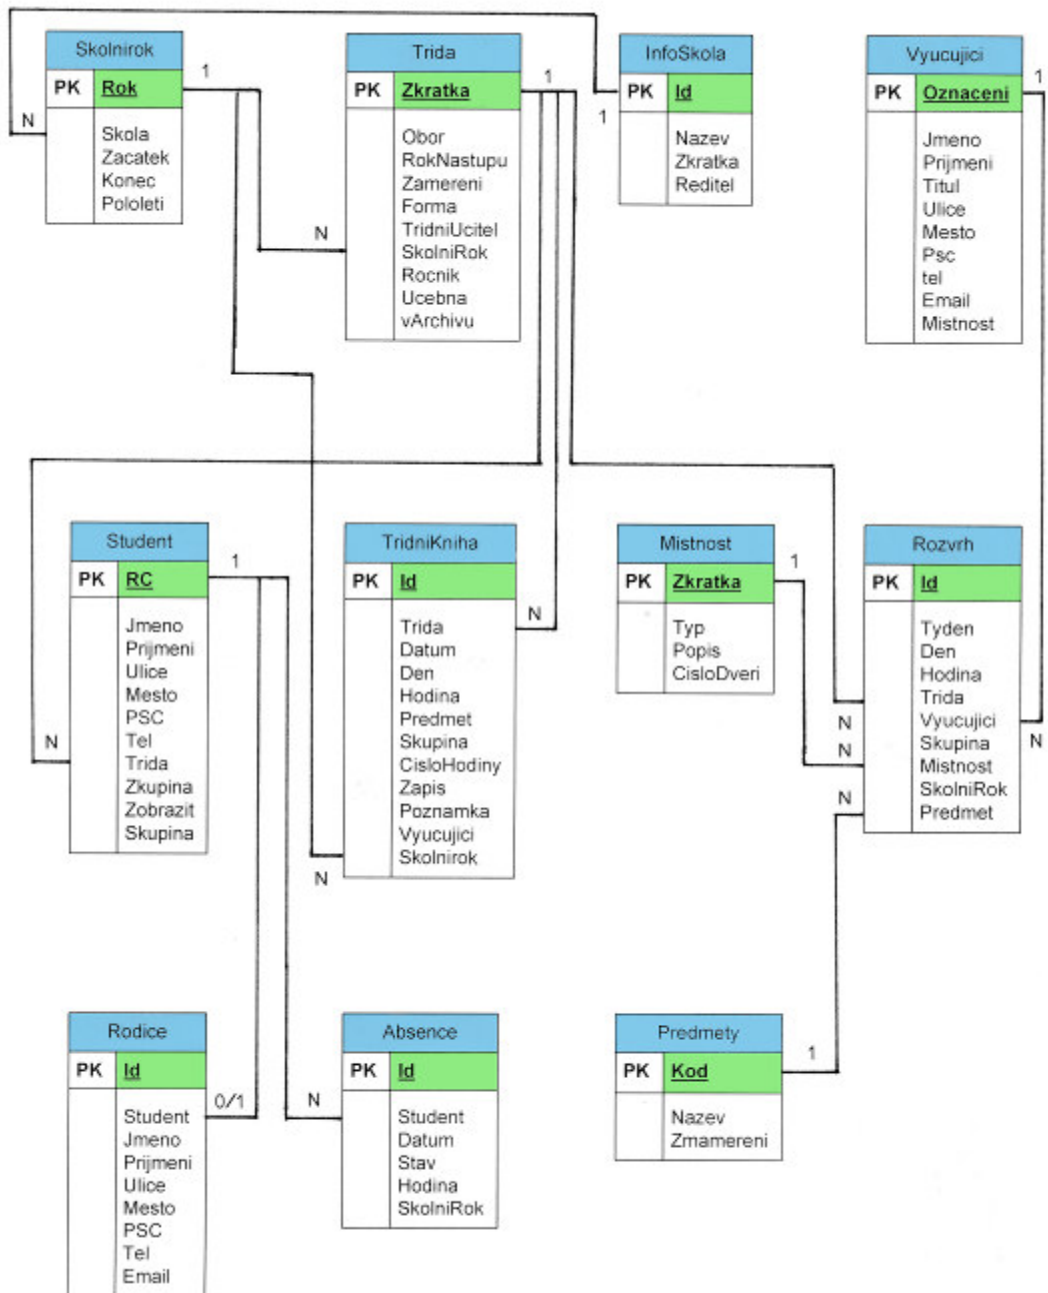 Skolnirok
PK Rok
Skola
Zacatek
Konec
Pololeti
1
N
Trida
PK Zkratka
Obor
RokNastupu
Zamereni
Forma
TridniUcitel
SkolniRok
Rocnik
Ucebna
vArchivu
1
N
InfoSkola
PK Id
Nazev
Zkratka
Reditel
1
Vyucujici
PK Oznaceni
Jmeno
Prijmeni
Titul
Ulice
Mesto
Psc
tel
Email
Mistnost
1
Student
PK RC
Jmeno
Prijmeni
Ulice
Mesto
PSC
Tel
Trida
Zkupina
Zobrazit
Skupina
1
N
TridniKniha
PK Id
Trida
Datum
Den
Hodina
Predmet
Skupina
CisloHodiny
Zapis
Poznamka
Vyucujici
Skolnirok
N
N
Mistnost
PK Zkratka
Typ
Popis
CisloDveri
1
Rozvrh
PK Id
Tyden
Den
Hodina
Trida
Vyucujici
Skupina
Mistnost
SkolniRok
Predmet
N
N
N
N
Rodice
PK Id
Student
Jmeno
Prijmeni
Ulice
Mesto
PSC
Tel
Email
0/1
Absence
PK Id
Student
Datum
Stav
Hodina
SkolniRok
N
Predmety
PK Kod
Nazev
Zmamereni
1